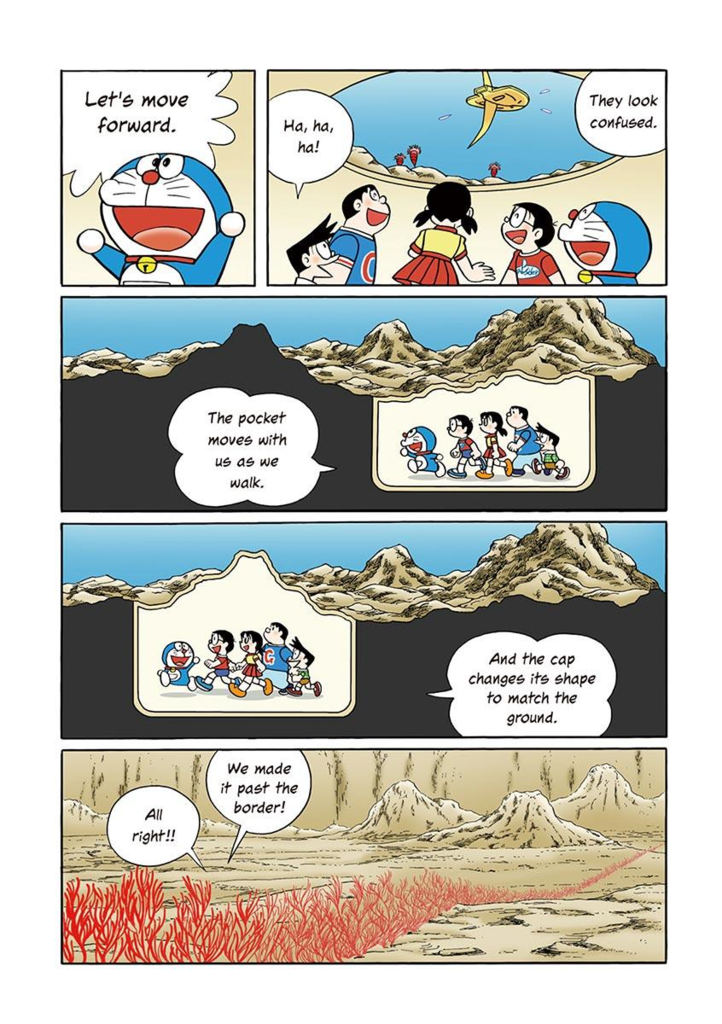 Let's move
forward.
Ha, ha,
ha!
They look
confused.
The pocket
moves with
us as we
walk.
And the cap
changes its shape
to match the
ground.
We made
it past the
border!
All
right!!